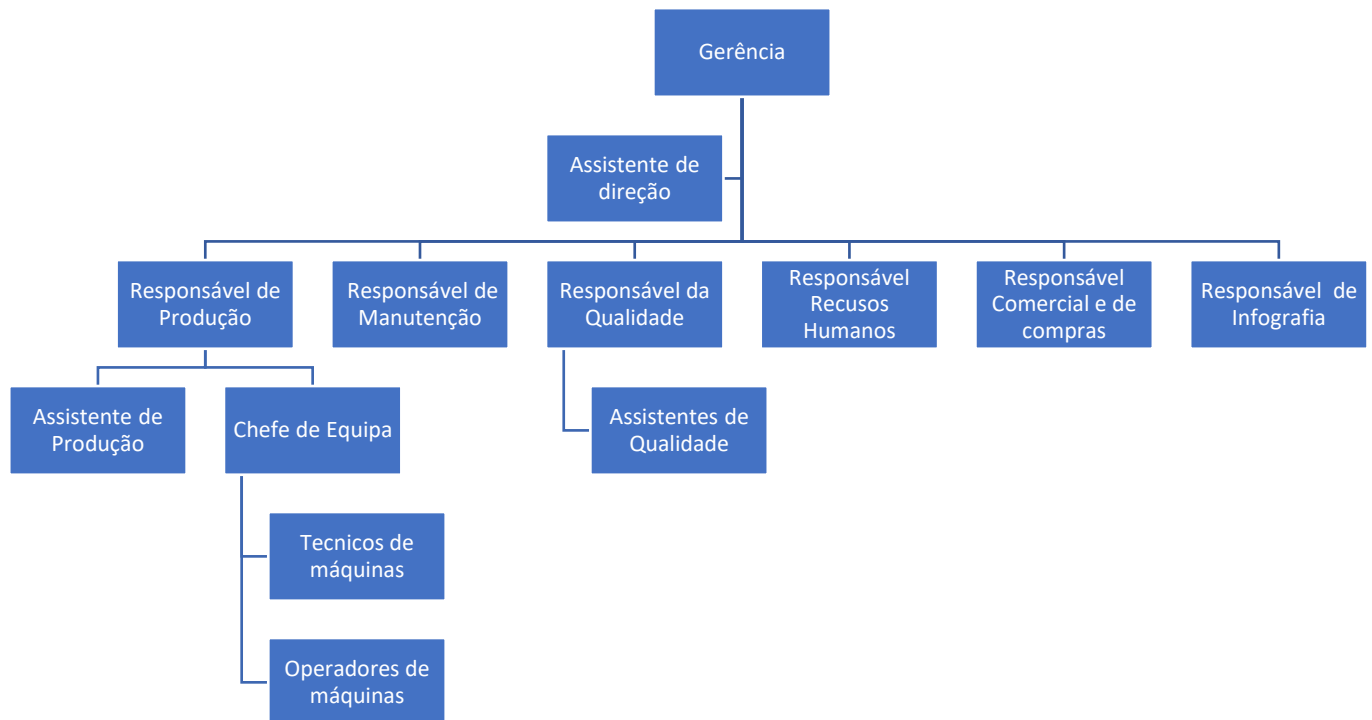 Gerência
Assistente de
direção
Responsável de
Produção
Responsável de
Manutenção
Responsável da
Qualidade
Responsável
Recusos
Humanos
Responsável
Comercial e de
compras
Responsável de
Infografia
Assistente de
Produção
Chefe de Equipa
Assistentes de
Qualidade
Tecnicos de
máquinas
Operadores de
máquinas